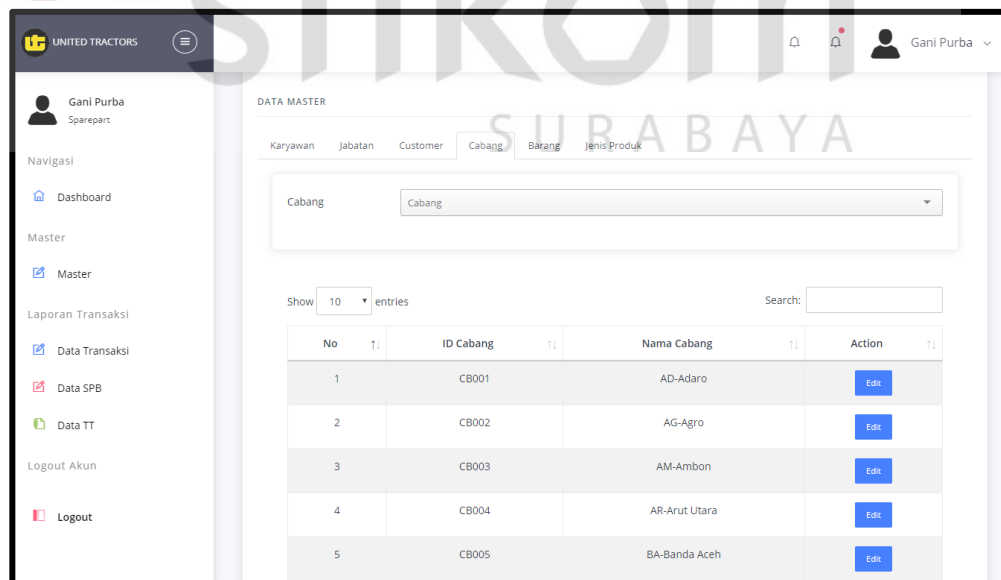 stikom
SURABAYA
UNITED TRACTORS
Gani Purba
Gani Purba
Sparepart
Navigasi
Dashboard
Master
Master
Laporan Transaksi
Data Transaksi
Data SPB
Data TT
Logout Akun
Logout
DATA MASTER
Karyawan Jabatan Customer Cabang Barang Jenis Produk
Cabang Cabang
Show 10 entries Search:
No ID Cabang Nama Cabang Action
1 CB001 AD-Adaro Edit
2 CB002 AG-Agro Edit
3 CB003 AM-Ambon Edit
4 CB004 AR-Arut Utara Edit
5 CB005 BA-Banda Aceh Edit